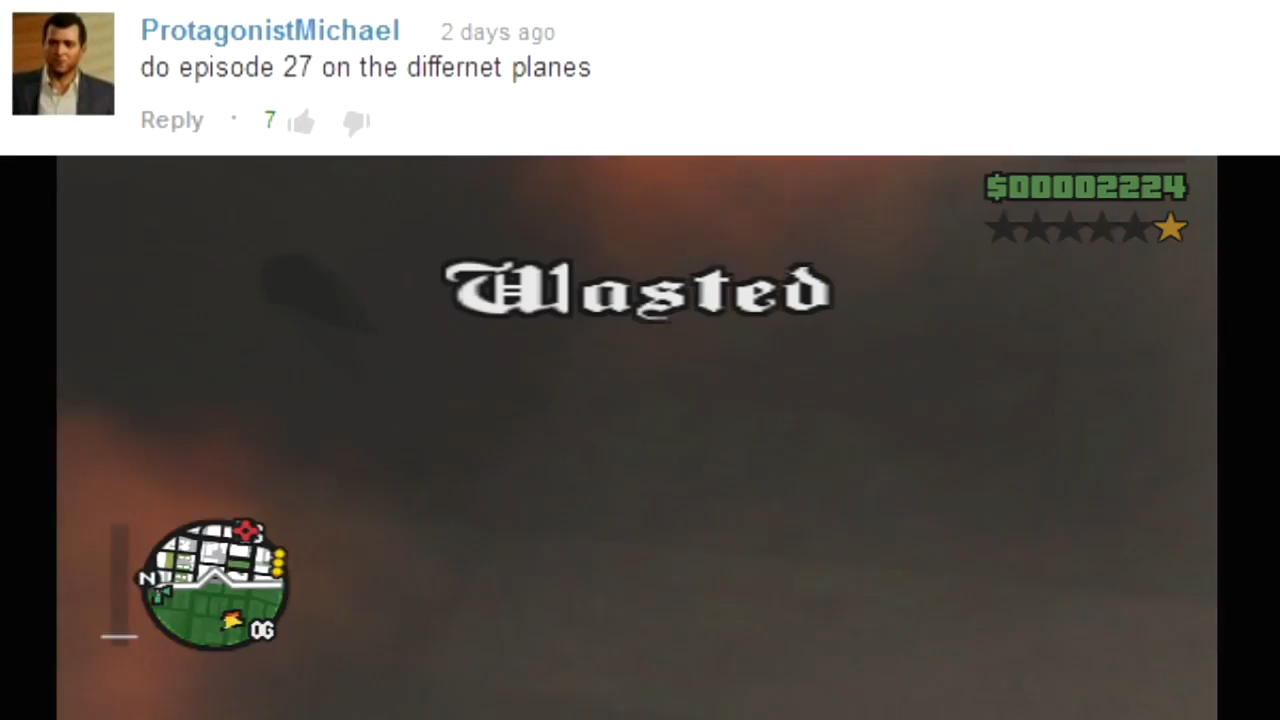 ProtagonistMichael 2 days ago
do episode 27 on the differnet planes
Reply · 7
$00002224
Wasted
N
OG